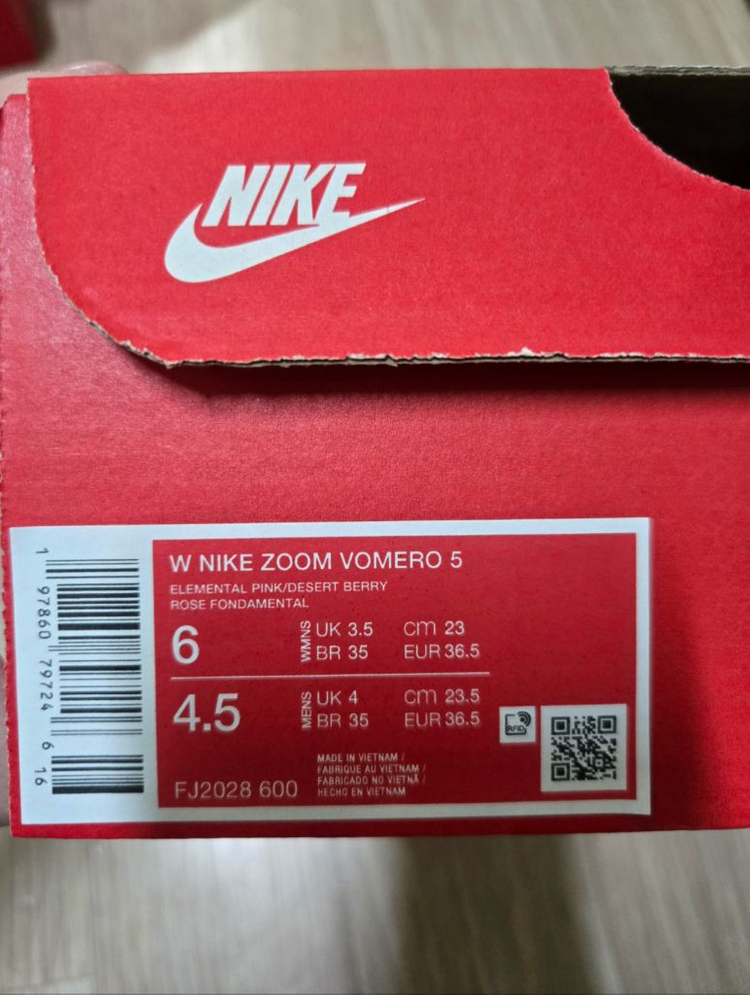 NIKE
W NIKE ZOOM VOMERO 5
ELEMENTAL PINK/DESERT BERRY
ROSE FONDAMENTAL
6 WMNS UK 3.5 cm 23
BR 35 EUR 36.5
4.5 MENS UK 4 cm 23.5
BR 35 EUR 36.5
RFID
MADE IN VIETNAM /
FABRIQUE AU VIETNAM /
FABRICADO NO VIETNÃ /
HECHO EN VIETNAM
FJ2028 600
1 97860 79724 6 16